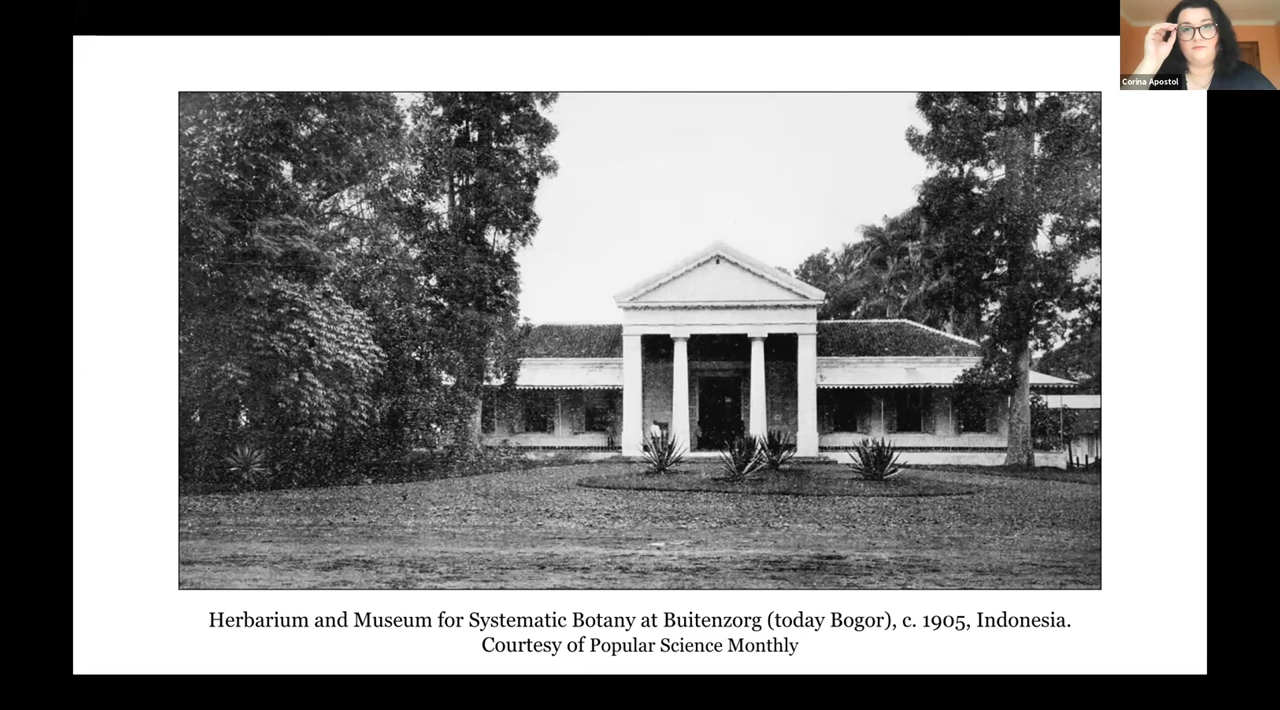 Corina Apostol
Herbarium and Museum for Systematic Botany at Buitenzorg (today Bogor), c. 1905, Indonesia.
Courtesy of Popular Science Monthly